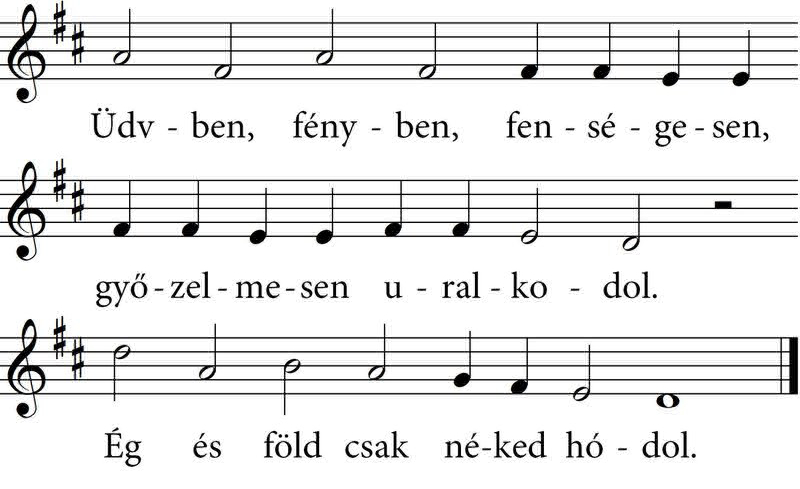 Üdv - ben, fény - ben, fen - sé - ge - sen,
győ - zel - me - sen u - ral - ko - dol.
Ég és föld csak né-ked hó - dol.